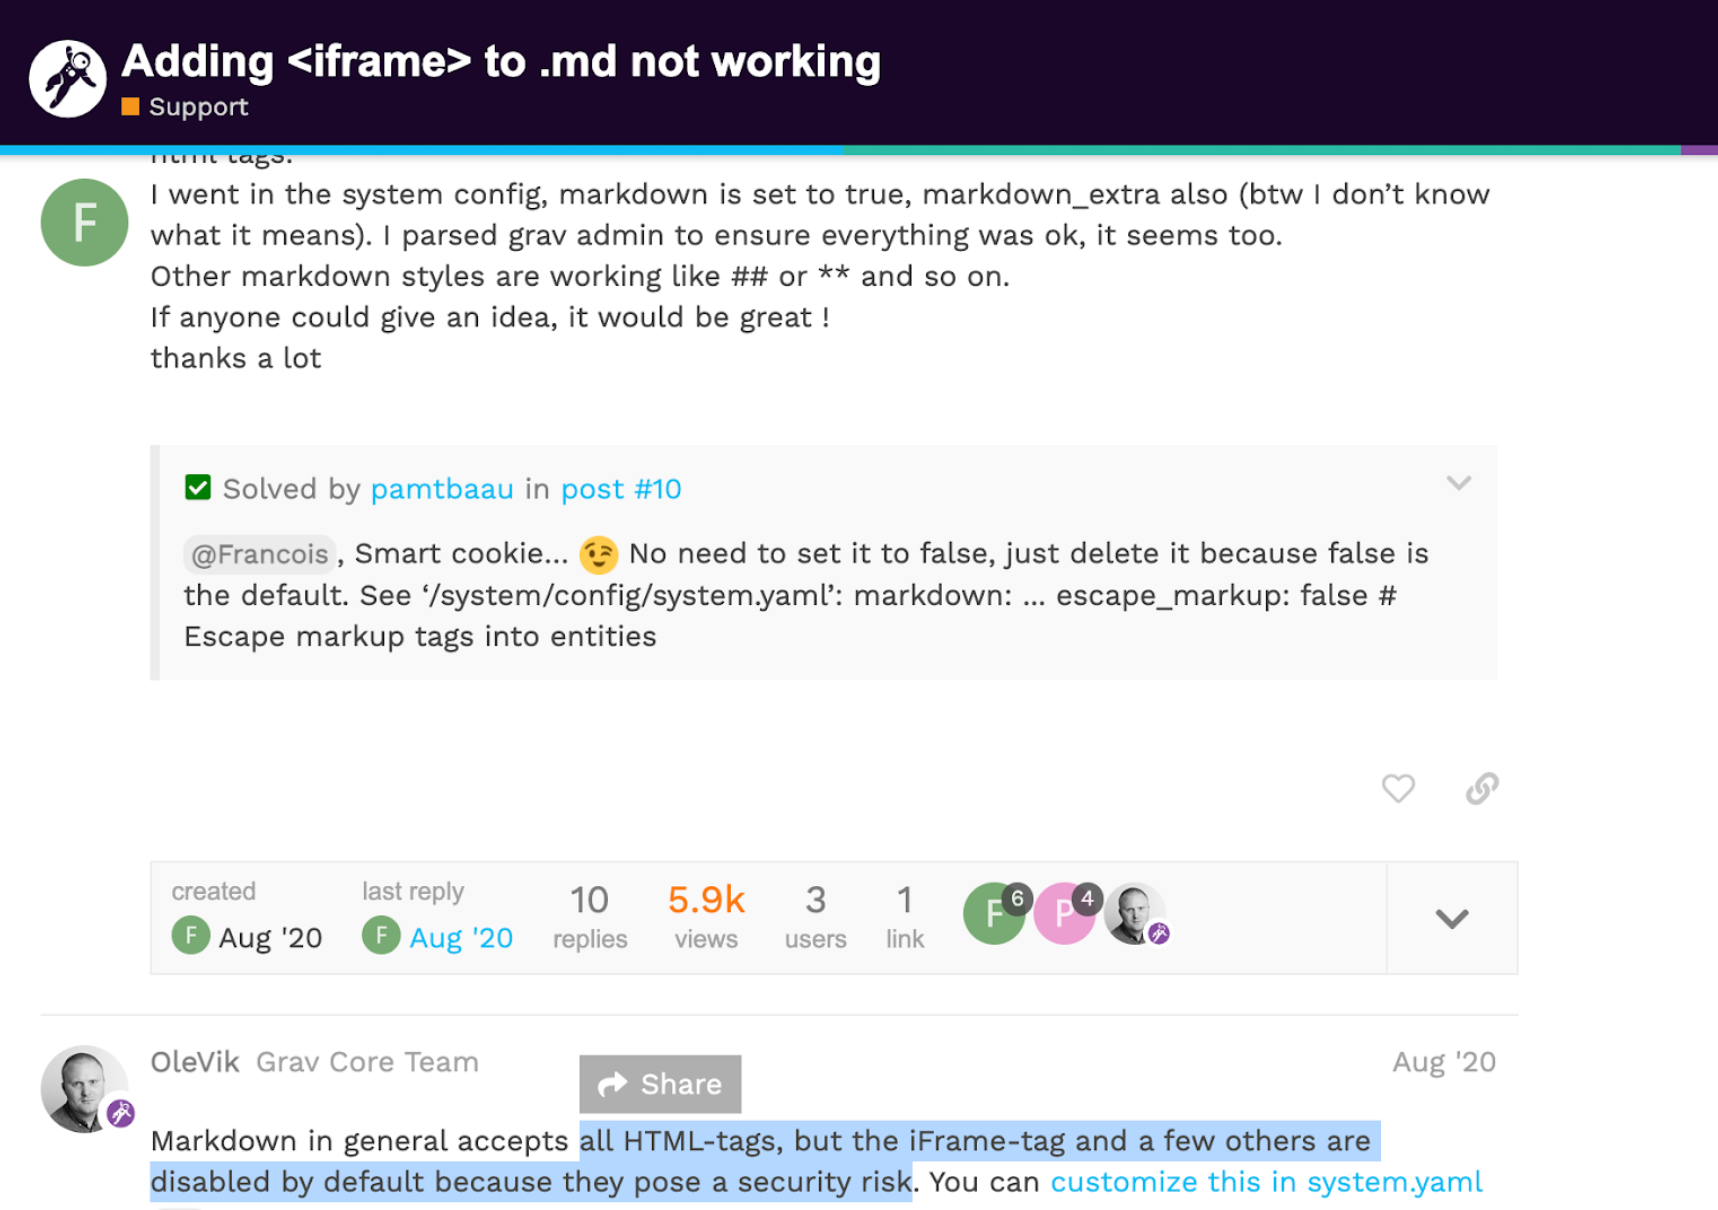 Adding <iframe> to .md not working
Support
html tags.
F
I went in the system config, markdown is set to true, markdown_extra also (btw I don’t know
what it means). I parsed grav admin to ensure everything was ok, it seems too.
Other markdown styles are working like ## or ** and so on.
If anyone could give an idea, it would be great !
thanks a lot
Solved by pamtbaau in post #10
@Francois, Smart cookie… 😉 No need to set it to false, just delete it because false is
the default. See ‘/system/config/system.yaml’: markdown: … escape_markup: false #
Escape markup tags into entities
created
F Aug '20
last reply
F Aug '20
10
replies
5.9k
views
3
users
1
link
F 6 P 4
OleVik Grav Core Team
Share
Aug '20
Markdown in general accepts all HTML-tags, but the iFrame-tag and a few others are
disabled by default because they pose a security risk. You can customize this in system.yaml